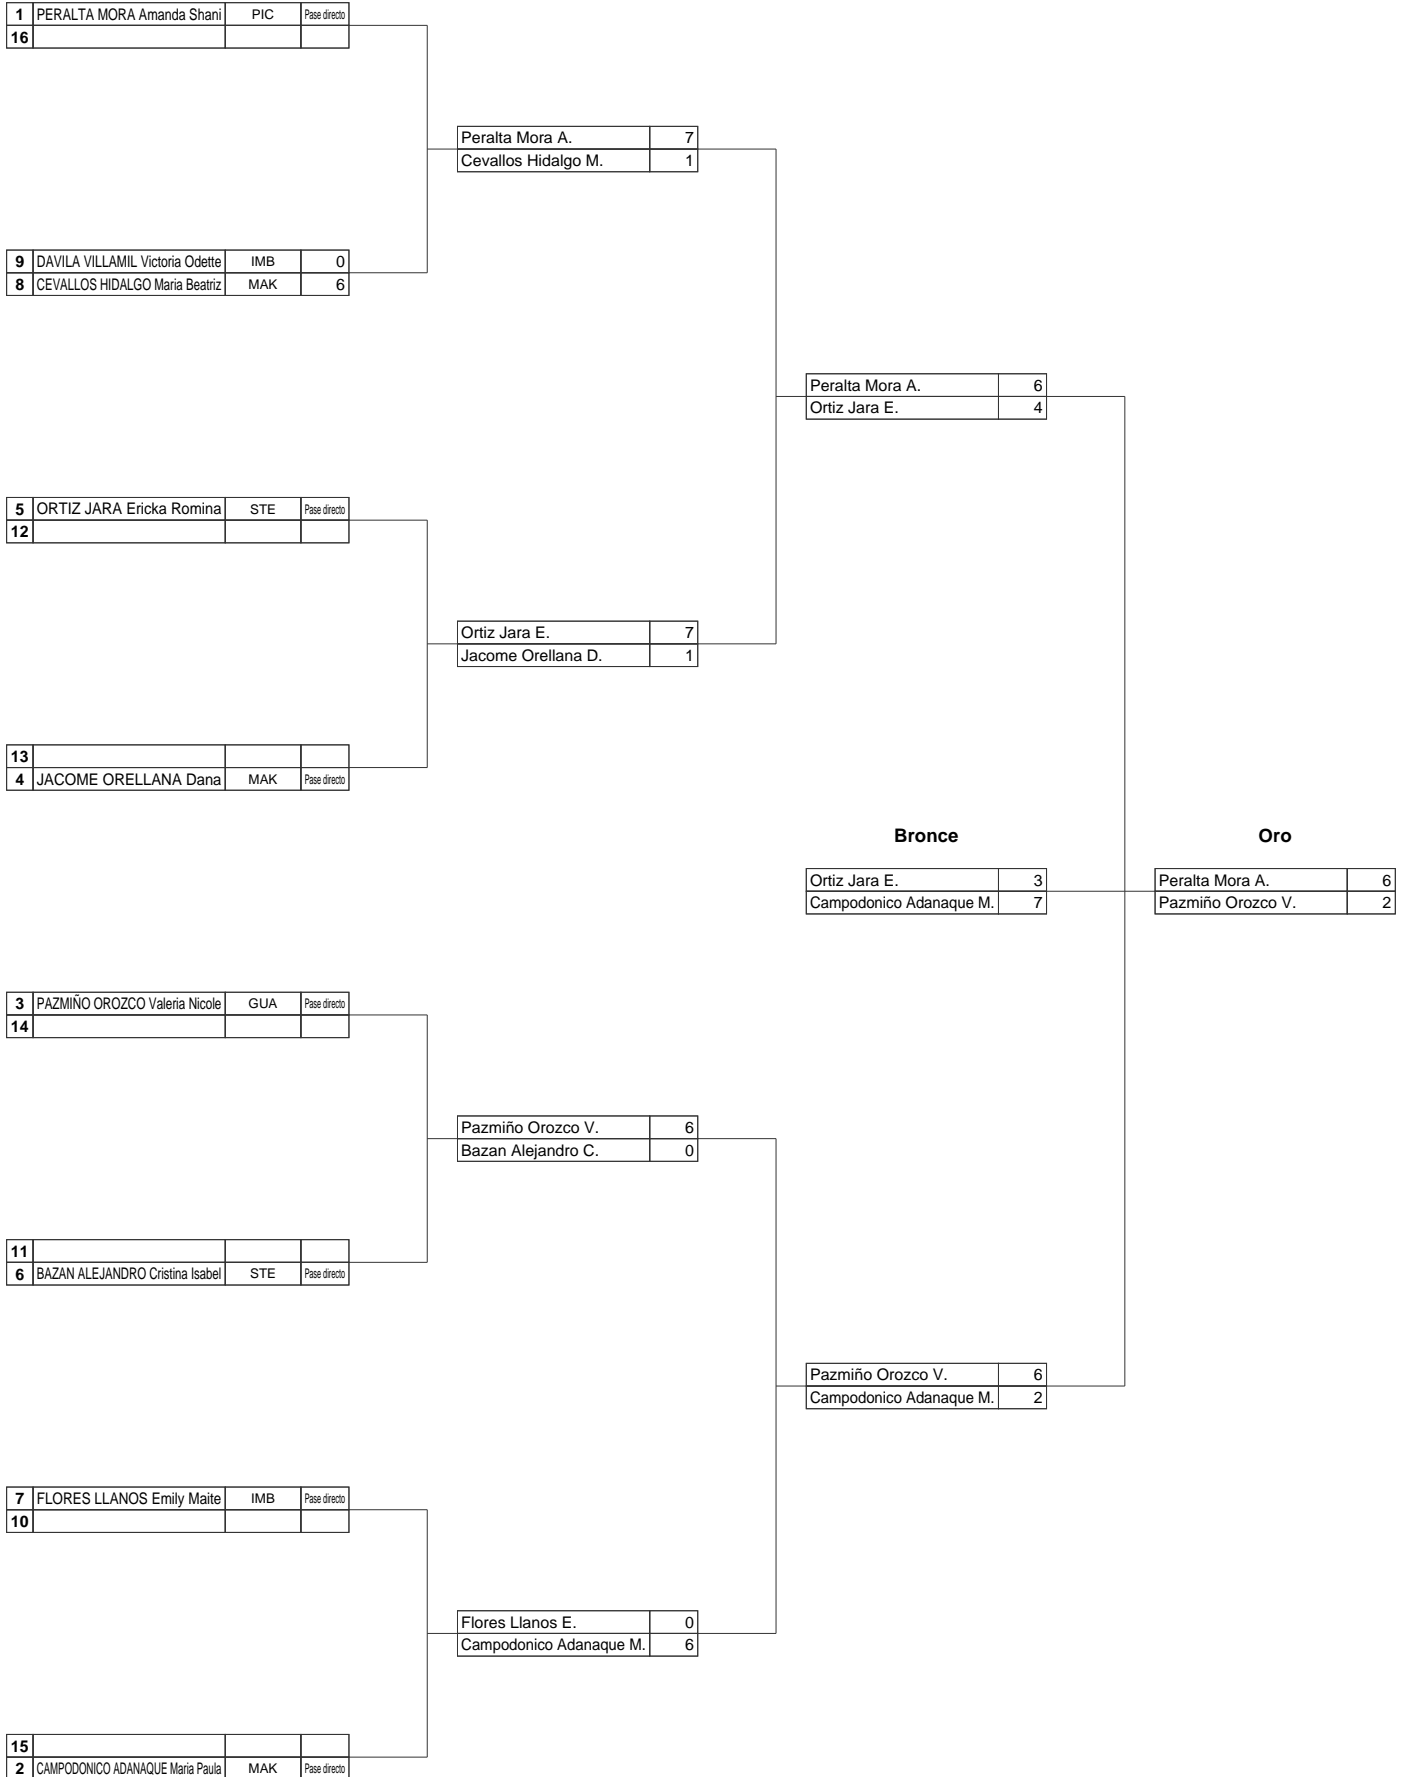 1 PERALTA MORA Amanda Shani PIC Pase directo
16
Peralta Mora A. 7
Cevallos Hidalgo M. 1
9 DAVILA VILLAMIL Victoria Odette IMB 0
8 CEVALLOS HIDALGO Maria Beatriz MAK 6
Peralta Mora A. 6
Ortiz Jara E. 4
5 ORTIZ JARA Ericka Romina STE Pase directo
12
Ortiz Jara E. 7
Jacome Orellana D. 1
13
4 JACOME ORELLANA Dana MAK Pase directo
Bronce Oro
Ortiz Jara E. 3 Peralta Mora A. 6
Campodonico Adanaque M. 7 Pazmiño Orozco V. 2
3 PAZMIÑO OROZCO Valeria Nicole GUA Pase directo
14
Pazmiño Orozco V. 6
Bazan Alejandro C. 0
11
6 BAZAN ALEJANDRO Cristina Isabel STE Pase directo
Pazmiño Orozco V. 6
Campodonico Adanaque M. 2
7 FLORES LLANOS Emily Maite IMB Pase directo
10
Flores Llanos E. 0
Campodonico Adanaque M. 6
15
2 CAMPODONICO ADANAQUE Maria Paula MAK Pase directo